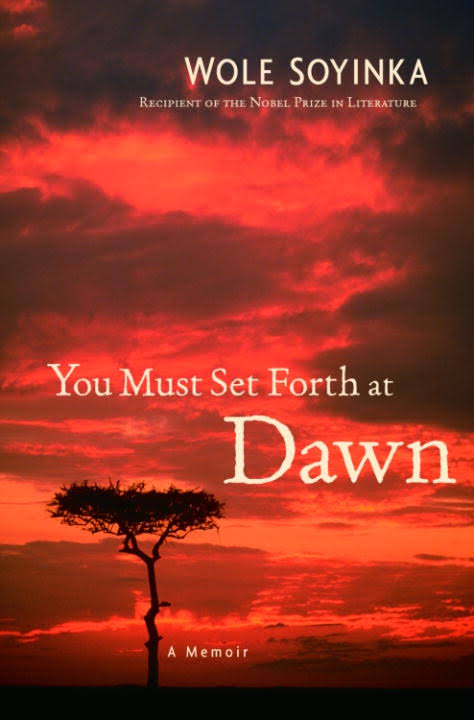 WOLE SOYINKA
RECIPIENT OF THE NOBEL PRIZE IN LITERATURE
You Must Set Forth at
Dawn
A Memoir